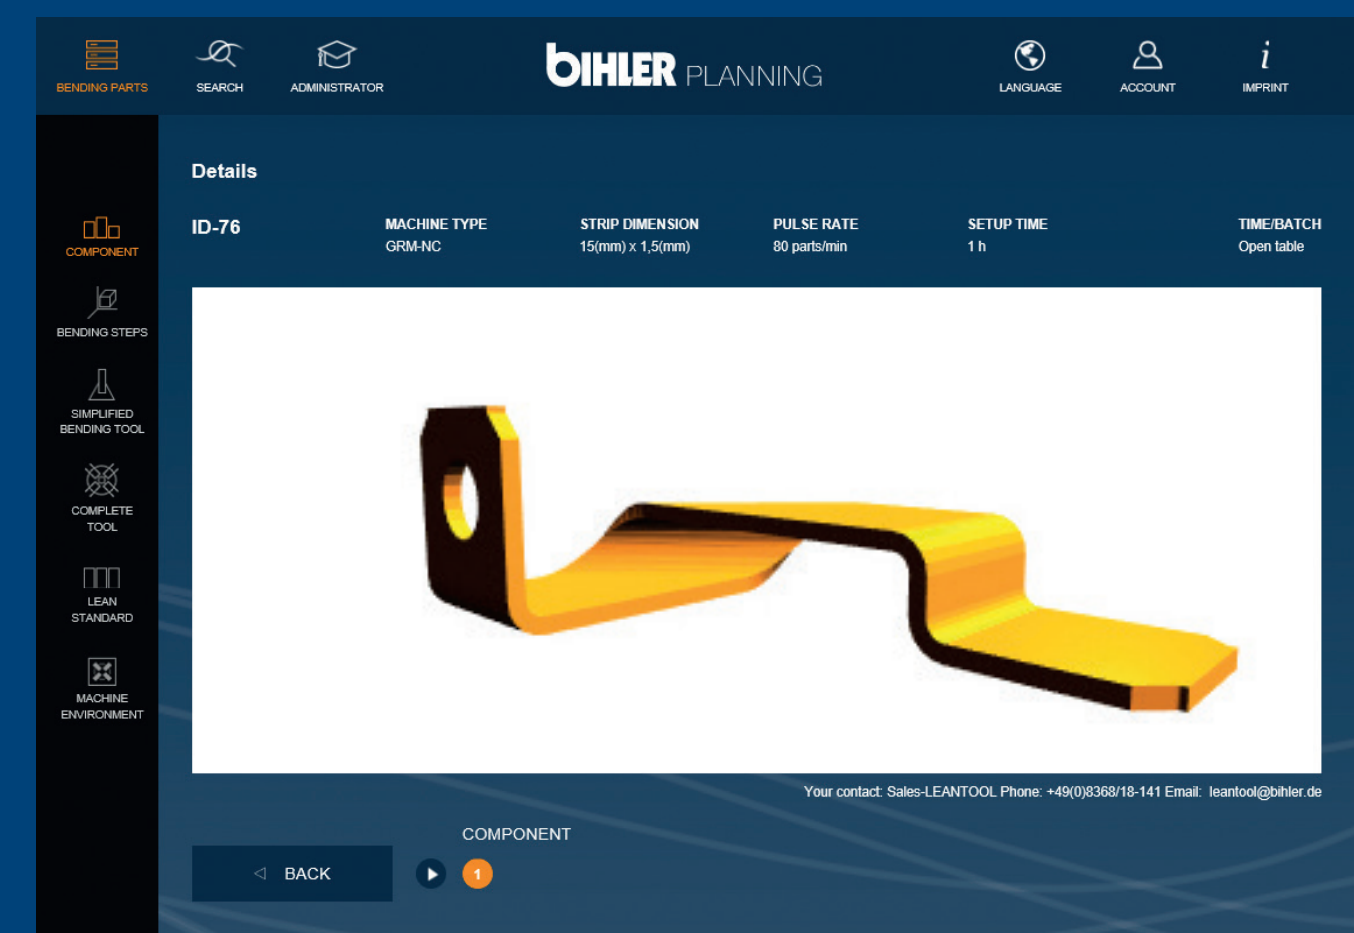 BENDING PARTS
SEARCH
ADMINISTRATOR
BIHLER PLANNING
LANGUAGE
ACCOUNT
i
IMPRINT
Details
ID-76
MACHINE TYPE
GRM-NC
STRIP DIMENSION
15(mm) x 1,5(mm)
PULSE RATE
80 parts/min
SETUP TIME
1 h
TIME/BATCH
Open table
COMPONENT
BENDING STEPS
SIMPLIFIED
BENDING TOOL
COMPLETE
TOOL
LEAN
STANDARD
MACHINE
ENVIRONMENT
Your contact: Sales-LEANTOOL Phone: +49(0)8368/18-141 Email: leantool@bihler.de
COMPONENT
BACK
1